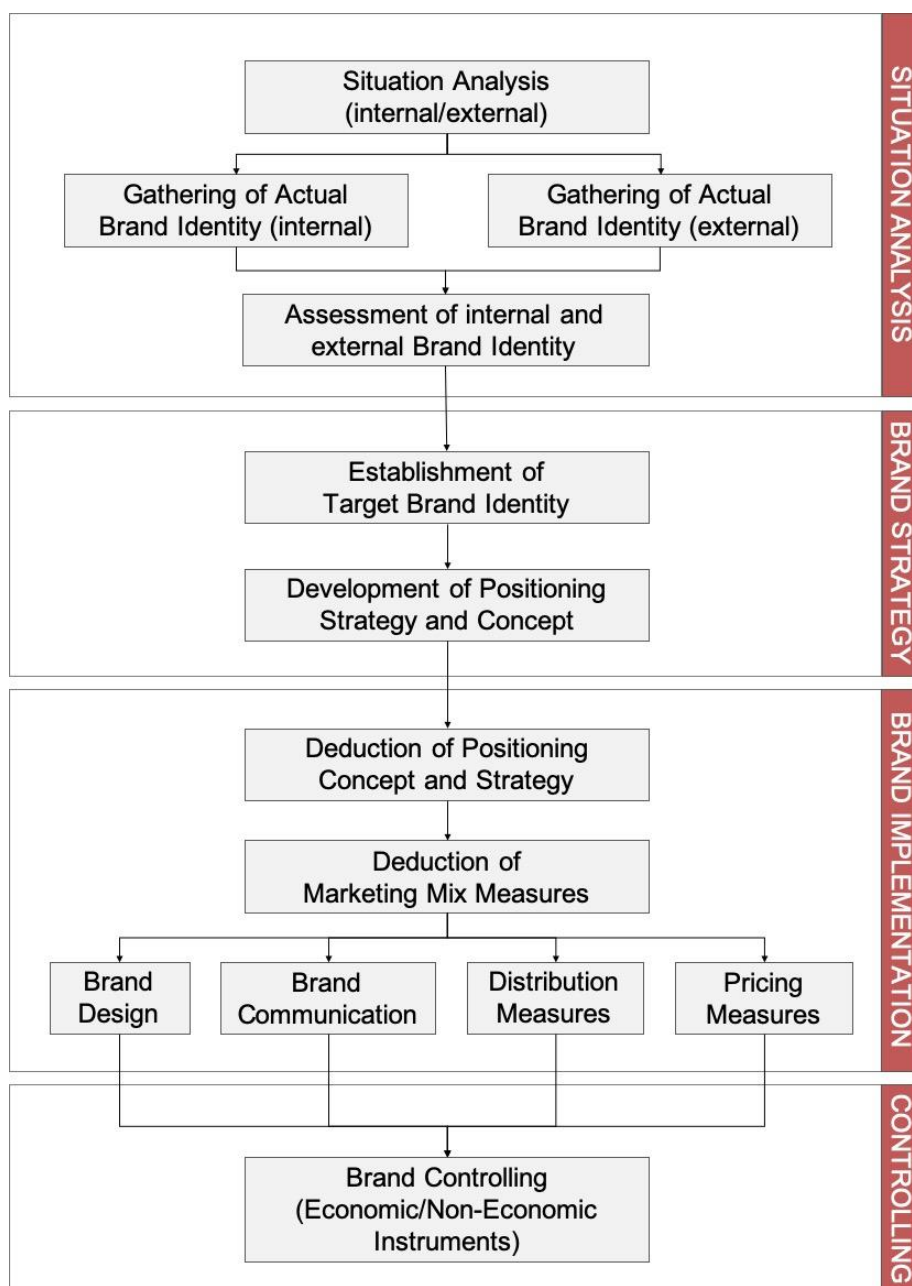 SITUATION ANALYSIS
Situation Analysis
(internal/external)
Gathering of Actual
Brand Identity (internal)
Gathering of Actual
Brand Identity (external)
Assessment of internal and
external Brand Identity
BRAND STRATEGY
Establishment of
Target Brand Identity
Development of Positioning
Strategy and Concept
BRAND IMPLEMENTATION
Deduction of Positioning
Concept and Strategy
Deduction of
Marketing Mix Measures
Brand
Design
Brand
Communication
Distribution
Measures
Pricing
Measures
CONTROLLING
Brand Controlling
(Economic/Non-Economic
Instruments)